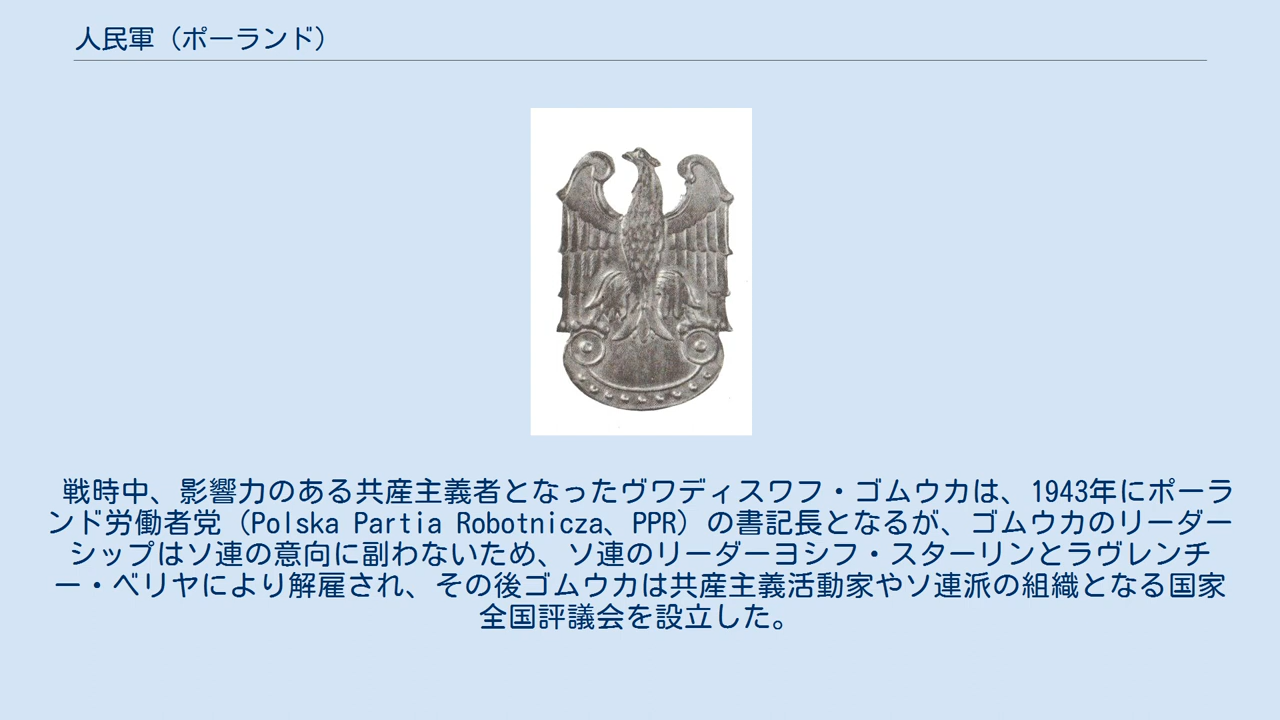 人民軍（ポーランド）
戦時中、影響力のある共産主義者となったヴワディスワフ・ゴムウカは、1943年にポーラ
ンド労働者党（Polska Partia Robotnicza、PPR）の書記長となるが、ゴムウカのリーダー
シップはソ連の意向に副わないため、ソ連のリーダーヨシフ・スターリンとラヴレンチ
ー・ベリヤにより解雇され、その後ゴムウカは共産主義活動家やソ連派の組織となる国家
全国評議会を設立した。